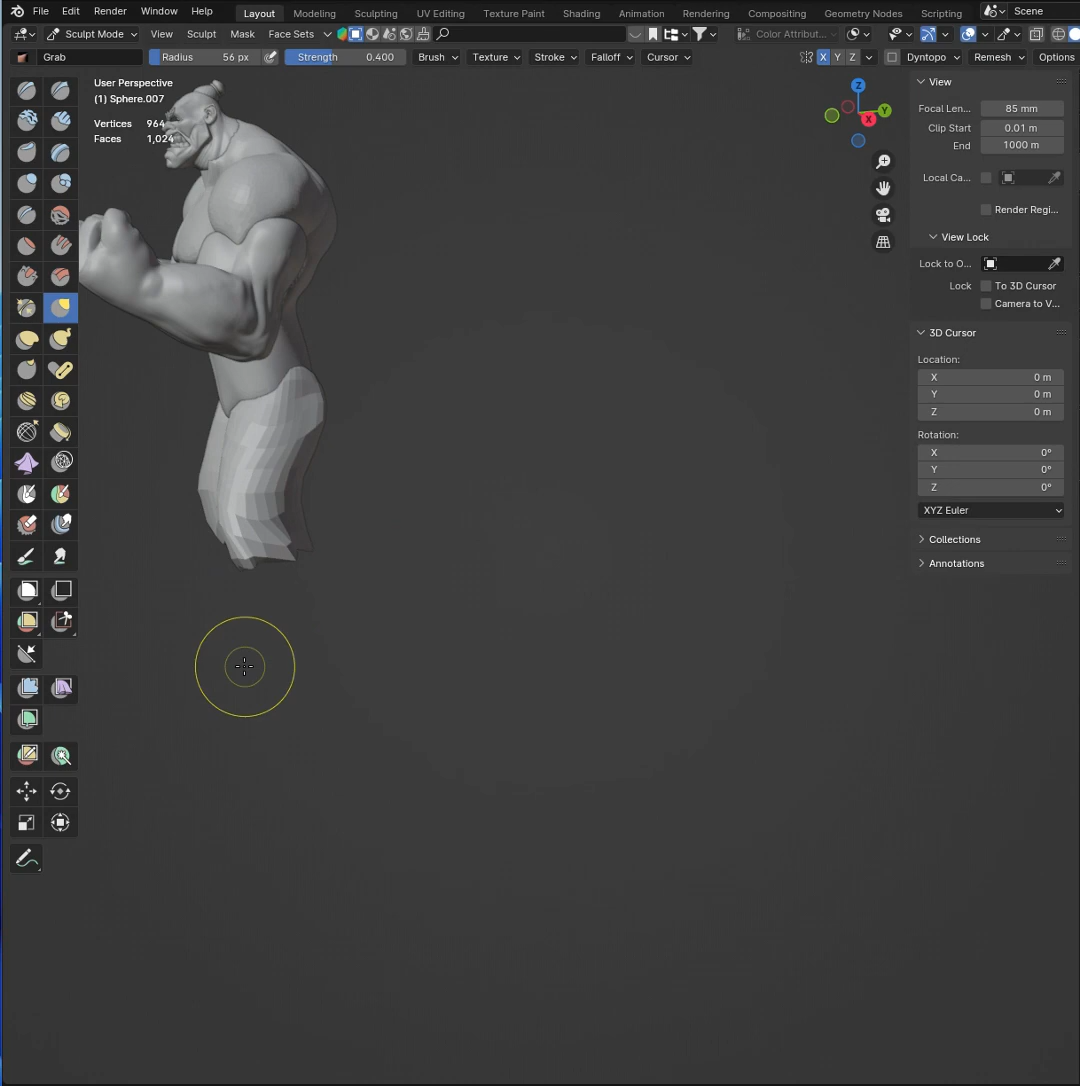 File Edit Render Window Help Layout Modeling Sculpting UV Editing Texture Paint Shading Animation Rendering Compositing Geometry Nodes Scripting Scene
Sculpt Mode View Sculpt Mask Face Sets Color Attribut...
Grab Radius 56 px Strength 0.400 Brush Texture Stroke Falloff Cursor X Y Z Dyntopo Remesh Options
User Perspective
(1) Sphere.007
Vertices 964
Faces 1,024
Z
Y
X
View
Focal Len... 85 mm
Clip Start 0.01 m
End 1000 m
Local Ca...
Render Regi...
View Lock
Lock to O...
Lock To 3D Cursor
Camera to V...
3D Cursor
Location:
X 0 m
Y 0 m
Z 0 m
Rotation:
X 0°
Y 0°
Z 0°
XYZ Euler
Collections
Annotations